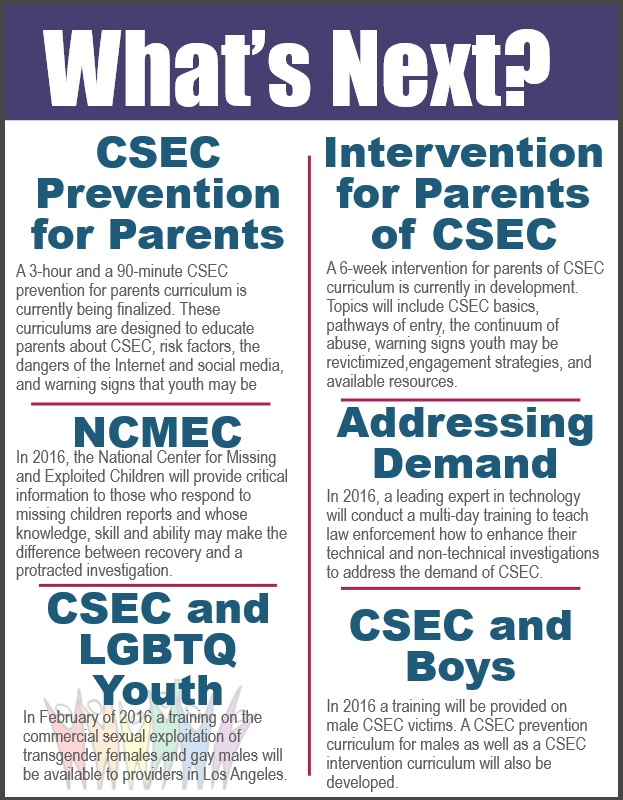 What's Next?
CSEC
Prevention
for Parents
A 3-hour and a 90-minute CSEC
prevention for parents curriculum is
currently being finalized. These
curriculums are designed to educate
parents about CSEC, risk factors, the
dangers of the Internet and social media,
and warning signs that youth may be
NCMEC
In 2016, the National Center for Missing
and Exploited Children will provide critical
information to those who respond to
missing children reports and whose
knowledge, skill and ability may make the
difference between recovery and a
protracted investigation.
CSEC and
LGBTQ
Youth
In February of 2016 a training on the
commercial sexual exploitation of
transgender females and gay males will
be available to providers in Los Angeles.
Intervention
for Parents
of CSEC
A 6-week intervention for parents of CSEC
curriculum is currently in development.
Topics will include CSEC basics,
pathways of entry, the continuum of
abuse, warning signs youth may be
revictimized,engagement strategies, and
available resources.
Addressing
Demand
In 2016, a leading expert in technology
will conduct a multi-day training to teach
law enforcement how to enhance their
technical and non-technical investigations
to address the demand of CSEC.
CSEC and
Boys
In 2016 a training will be provided on
male CSEC victims. A CSEC prevention
curriculum for males as well as a CSEC
intervention curriculum will also be
developed.